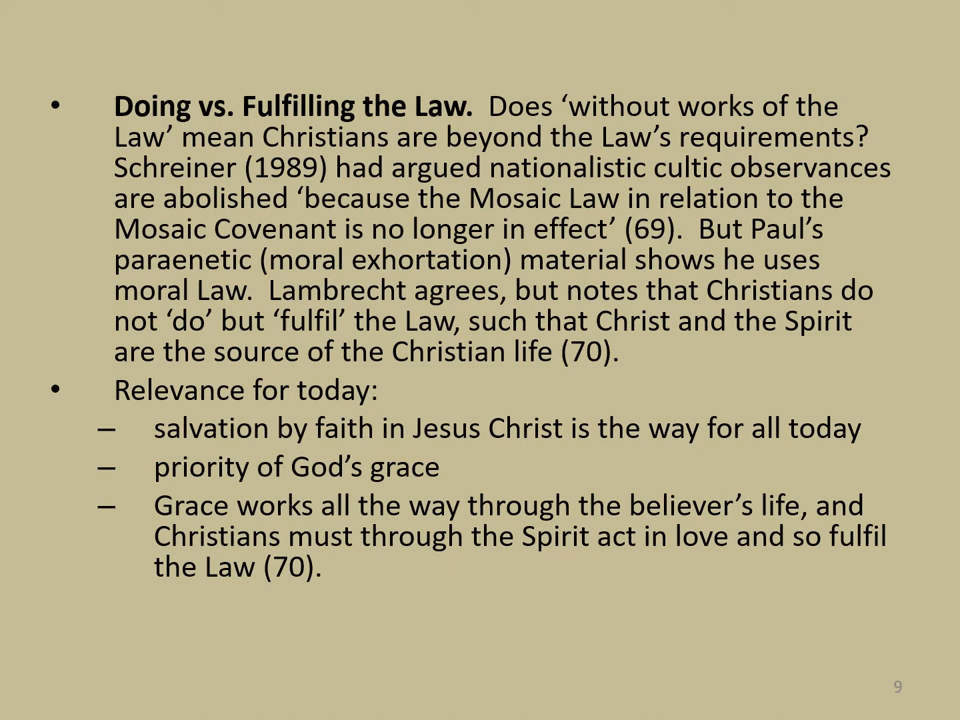 • Doing vs. Fulfilling the Law.  Does ‘without works of the
Law’ mean Christians are beyond the Law’s requirements?
Schreiner (1989) had argued nationalistic cultic observances
are abolished ‘because the Mosaic Law in relation to the
Mosaic Covenant is no longer in effect’ (69).  But Paul’s
paraenetic (moral exhortation) material shows he uses
moral Law.  Lambrecht agrees, but notes that Christians do
not ‘do’ but ‘fulfil’ the Law, such that Christ and the Spirit
are the source of the Christian life (70).
• Relevance for today:
– salvation by faith in Jesus Christ is the way for all today
– priority of God’s grace
– Grace works all the way through the believer’s life, and
Christians must through the Spirit act in love and so fulfil
the Law (70).
9